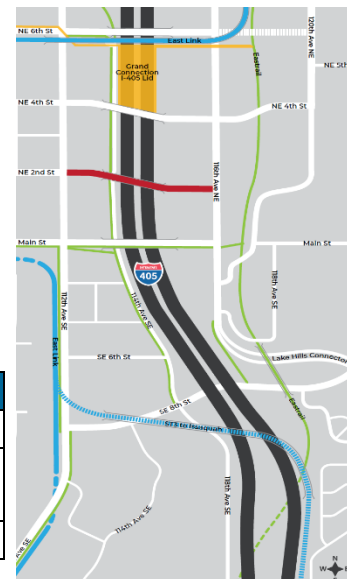 NE 6th St
East Link
120th Ave NE
Grand
Connection
I-405 Lid
Eastrail
NE 5th
NE 4th St
NE 4th St
NE 2nd St
116th Ave NE
Main St
Main St
INTERSTATE
405
112th Ave SE
114th Ave SE
118th Ave SE
East Link
SE 6th St
Lake Hills Connector
Eastrail
SE 8th St
ST3 to Issaquah
114th Ave SE
118th Ave SE
Ave SE
N
W
E